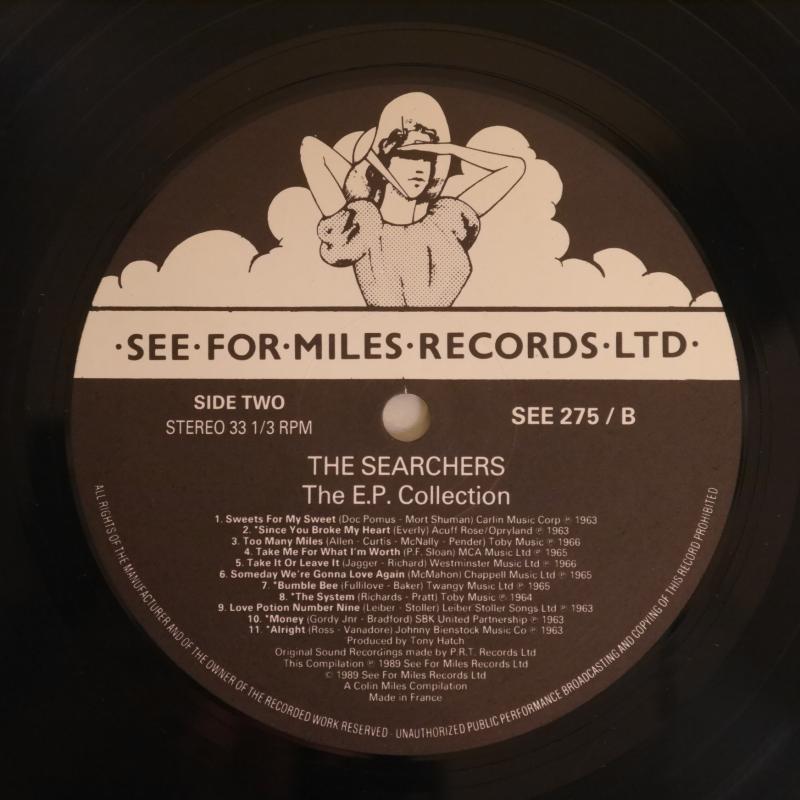 ·SEE·FOR·MILES·RECORDS·LTD·
SIDE TWO
STEREO 33 1/3 RPM
SEE 275 / B
THE SEARCHERS
The E.P. Collection
1. Sweets For My Sweet (Doc Pomus - Mort Shuman) Carlin Music Corp ℗ 1963
2. *Since You Broke My Heart (Everly) Acuff Rose/Opryland ℗ 1963
3. Too Many Miles (Allen - Curtis - McNally - Pender) Toby Music ℗ 1966
4. Take Me For What I'm Worth (P.F. Sloan) MCA Music Ltd ℗ 1965
5. Take It Or Leave It (Jagger - Richard) Westminster Music Ltd ℗ 1966
6. Someday We're Gonna Love Again (McMahon) Chappell Music Ltd ℗ 1965
7. *Bumble Bee (Fullilove - Baker) Twangy Music Ltd ℗ 1965
8. *The System (Richards - Pratt) Toby Music ℗ 1964
9. Love Potion Number Nine (Leiber - Stoller) Leiber Stoller Songs Ltd ℗ 1963
10. *Money (Gordy Jnr - Bradford) SBK United Partnership ℗ 1963
11. *Alright (Ross - Vanadore) Johnny Bienstock Music Co ℗ 1963
Produced by Tony Hatch
Original Sound Recordings made by P.R.T. Records Ltd
This Compilation ℗ 1989 See For Miles Records Ltd
© 1989 See For Miles Records Ltd
A Colin Miles Compilation
Made in France
ALL RIGHTS OF THE MANUFACTURER AND OF THE OWNER OF THE RECORDED WORK RESERVED · UNAUTHORIZED PUBLIC PERFORMANCE BROADCASTING AND COPYING OF THIS RECORD PROHIBITED